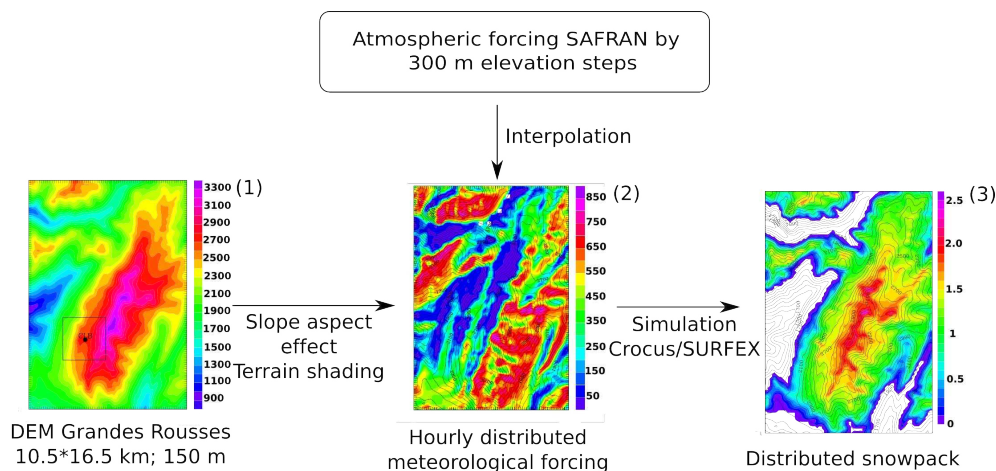 Atmospheric forcing SAFRAN by
300 m elevation steps
Interpolation
3300
3100
2900
2700
2500
2300
2100
1900
1700
1500
1300
1100
900
(1)
DEM Grandes Rousses
10.5*16.5 km; 150 m
Slope aspect
effect
Terrain shading
850
750
650
550
450
350
250
150
50
(2)
Hourly distributed
meteorological forcing
Simulation
Crocus/SURFEX
2.5
2.0
1.5
1
0.5
0
(3)
Distributed snowpack